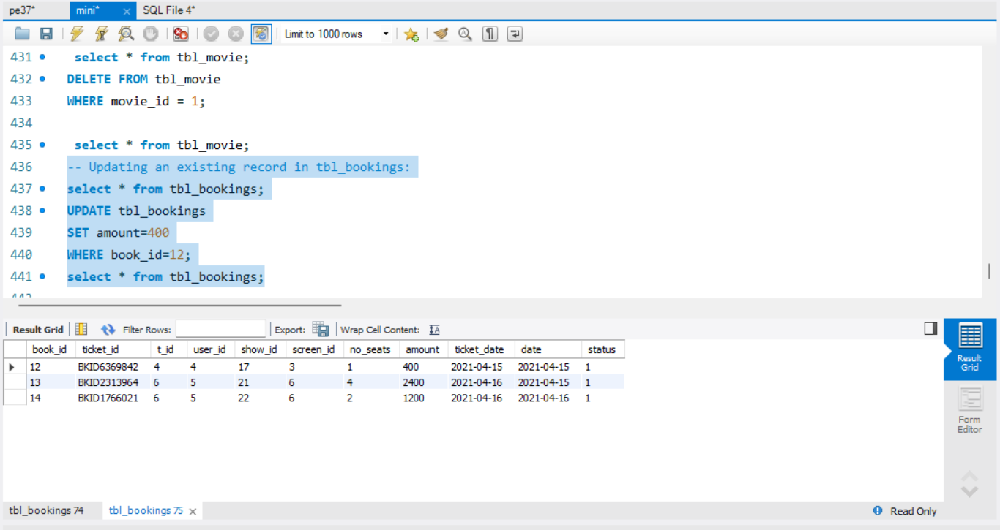 pe37* mini* × SQL File 4*
Limit to 1000 rows
431 select * from tbl_movie;
432 DELETE FROM tbl_movie
433 WHERE movie_id = 1;
434
435 select * from tbl_movie;
436 -- Updating an existing record in tbl_bookings:
437 select * from tbl_bookings;
438 UPDATE tbl_bookings
439 SET amount=400
440 WHERE book_id=12;
441 select * from tbl_bookings;
Result Grid Filter Rows: Export: Wrap Cell Content:
book_id ticket_id t_id user_id show_id screen_id no_seats amount ticket_date date status
12 BKID6369842 4 4 17 3 1 400 2021-04-15 2021-04-15 1
13 BKID2313964 6 5 21 6 4 2400 2021-04-16 2021-04-15 1
14 BKID1766021 6 5 22 6 2 1200 2021-04-16 2021-04-16 1
Result
Grid
Form
Editor
tbl_bookings 74 tbl_bookings 75 × Read Only